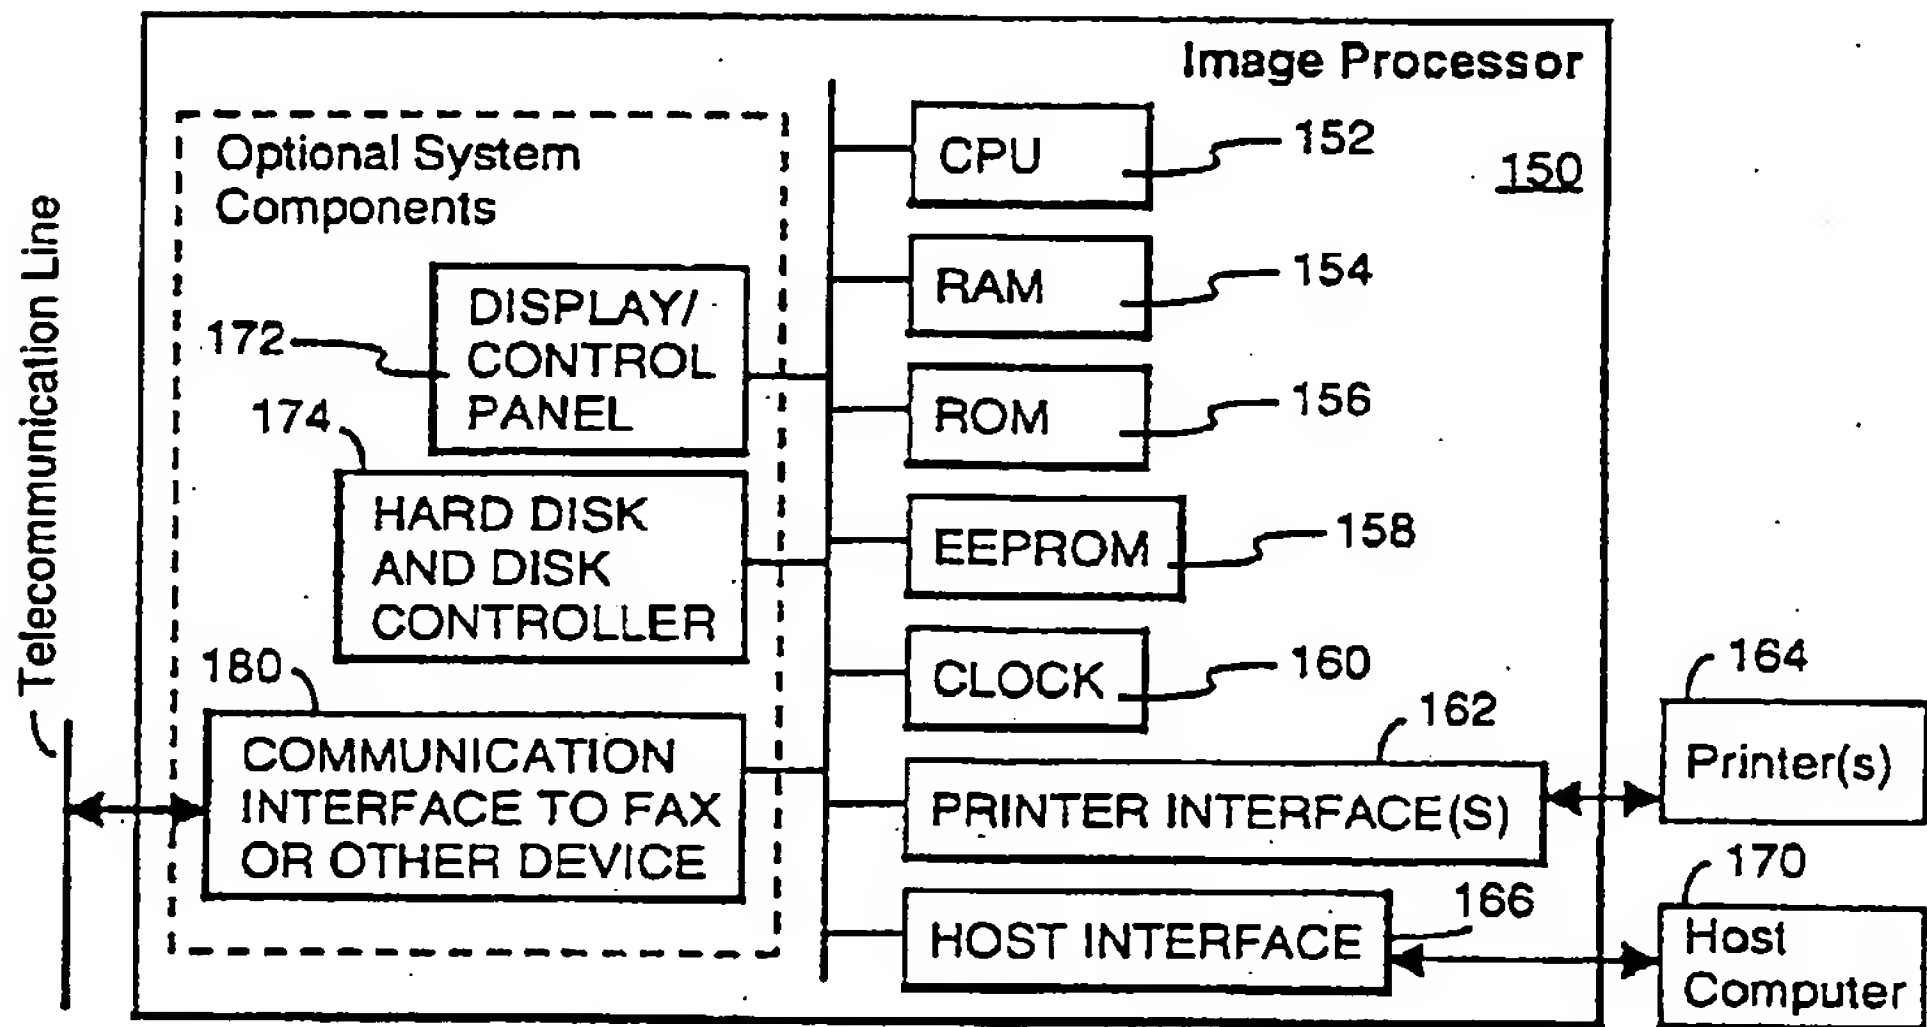 Image Processor
150
Optional System
Components
Telecommunication Line
DISPLAY/
CONTROL
PANEL
172
HARD DISK
AND DISK
CONTROLLER
174
COMMUNICATION
INTERFACE TO FAX
OR OTHER DEVICE
180
CPU
152
RAM
154
ROM
156
EEPROM
158
CLOCK
160
PRINTER INTERFACE(S)
162
HOST INTERFACE
166
164
Printer(s)
170
Host
Computer